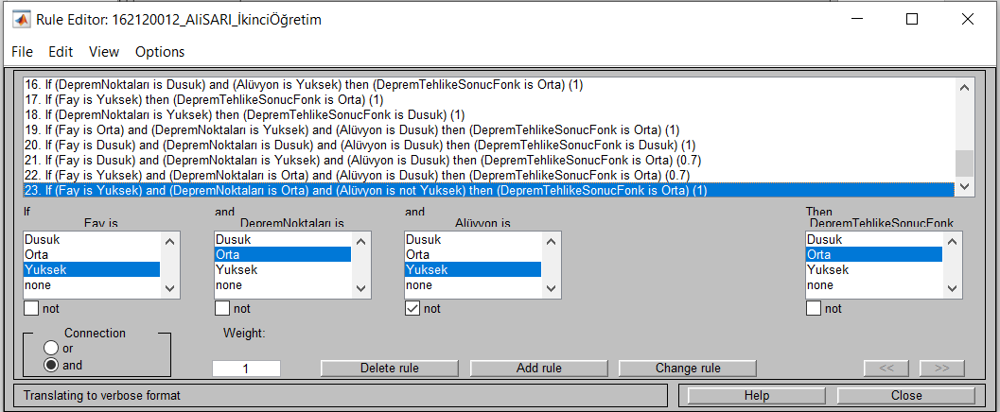 Rule Editor: 162120012_AliSARI_İkinciÖğretim
File Edit View Options
16. If (DepremNoktaları is Dusuk) and (Alüvyon is Yuksek) then (DepremTehlikeSonucFonk is Orta) (1)
17. If (Fay is Yuksek) then (DepremTehlikeSonucFonk is Orta) (1)
18. If (DepremNoktaları is Yuksek) then (DepremTehlikeSonucFonk is Dusuk) (1)
19. If (Fay is Orta) and (DepremNoktaları is Yuksek) and (Alüvyon is Dusuk) then (DepremTehlikeSonucFonk is Orta) (1)
20. If (Fay is Dusuk) and (DepremNoktaları is Dusuk) and (Alüvyon is Dusuk) then (DepremTehlikeSonucFonk is Dusuk) (1)
21. If (Fay is Dusuk) and (DepremNoktaları is Yuksek) and (Alüvyon is Dusuk) then (DepremTehlikeSonucFonk is Orta) (0.7)
22. If (Fay is Yuksek) and (DepremNoktaları is Orta) and (Alüvyon is Dusuk) then (DepremTehlikeSonucFonk is Orta) (0.7)
23. If (Fay is Yuksek) and (DepremNoktaları is Orta) and (Alüvyon is not Yuksek) then (DepremTehlikeSonucFonk is Orta) (1)
If and and Then
Fay is DepremNoktaları is Alüvyon is DepremTehlikeSonucFonk
Dusuk Dusuk Dusuk Dusuk
Orta Orta Orta Orta
Yuksek Yuksek Yuksek Yuksek
none none none none
not not not not
Connection Weight:
or
and 1 Delete rule Add rule Change rule << >>
Translating to verbose format Help Close